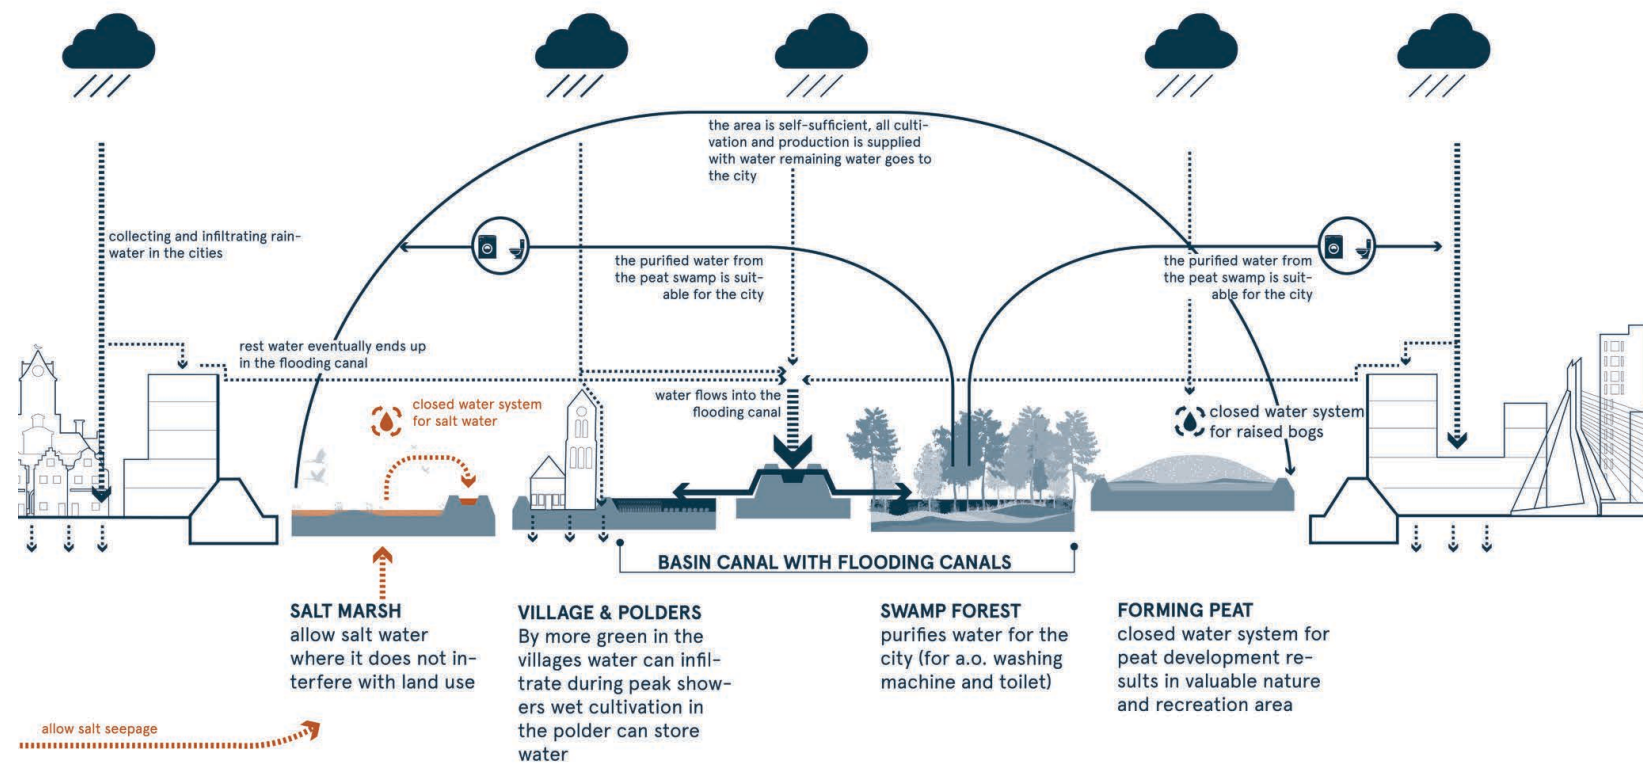 the area is self-sufficient, all culti-
vation and production is supplied
with water remaining water goes to
the city
collecting and infiltrating rain-
water in the cities
the purified water from
the peat swamp is suit-
able for the city
the purified water from
the peat swamp is suit-
able for the city
rest water eventually ends up
in the flooding canal
closed water system
for salt water
water flows into the
flooding canal
closed water system
for raised bogs
BASIN CANAL WITH FLOODING CANALS
SALT MARSH
allow salt water
where it does not in-
terfere with land use
VILLAGE & POLDERS
By more green in the
villages water can infil-
trate during peak show-
ers wet cultivation in
the polder can store
water
SWAMP FOREST
purifies water for the
city (for a.o. washing
machine and toilet)
FORMING PEAT
closed water system for
peat development re-
sults in valuable nature
and recreation area
allow salt seepage